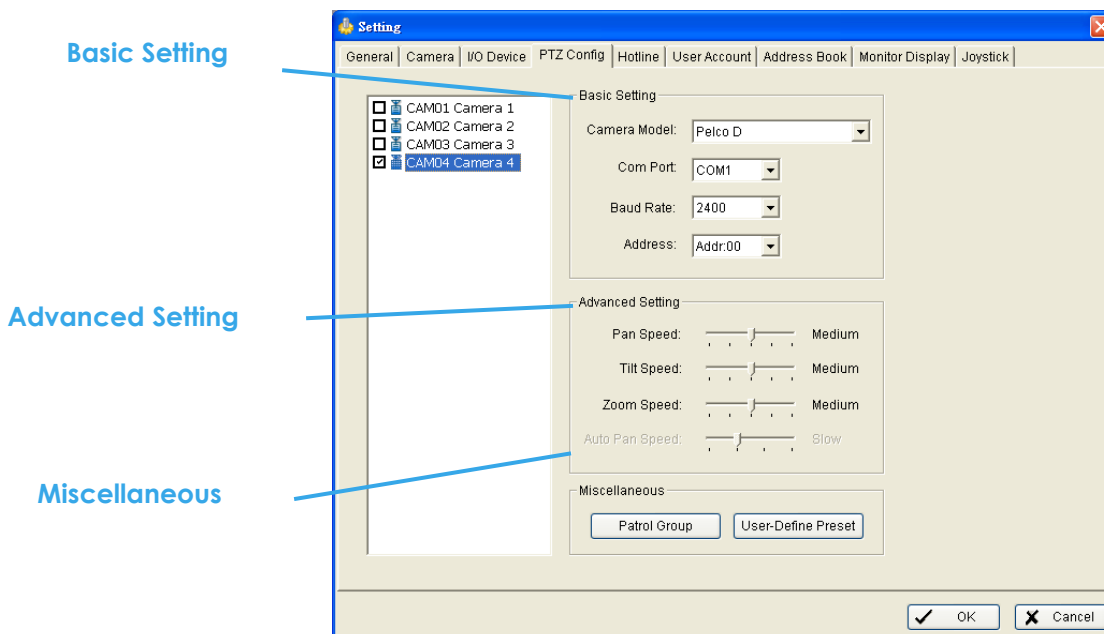 Setting
General Camera I/O Device PTZ Config Hotline User Account Address Book Monitor Display Joystick
Basic Setting
Advanced Setting
Miscellaneous
CAM01 Camera 1
CAM02 Camera 2
CAM03 Camera 3
CAM04 Camera 4
Basic Setting
Camera Model: Pelco D
Com Port: COM1
Baud Rate: 2400
Address: Addr:00
Advanced Setting
Pan Speed: Medium
Tilt Speed: Medium
Zoom Speed: Medium
Auto Pan Speed: Slow
Miscellaneous
Patrol Group User-Define Preset
OK Cancel